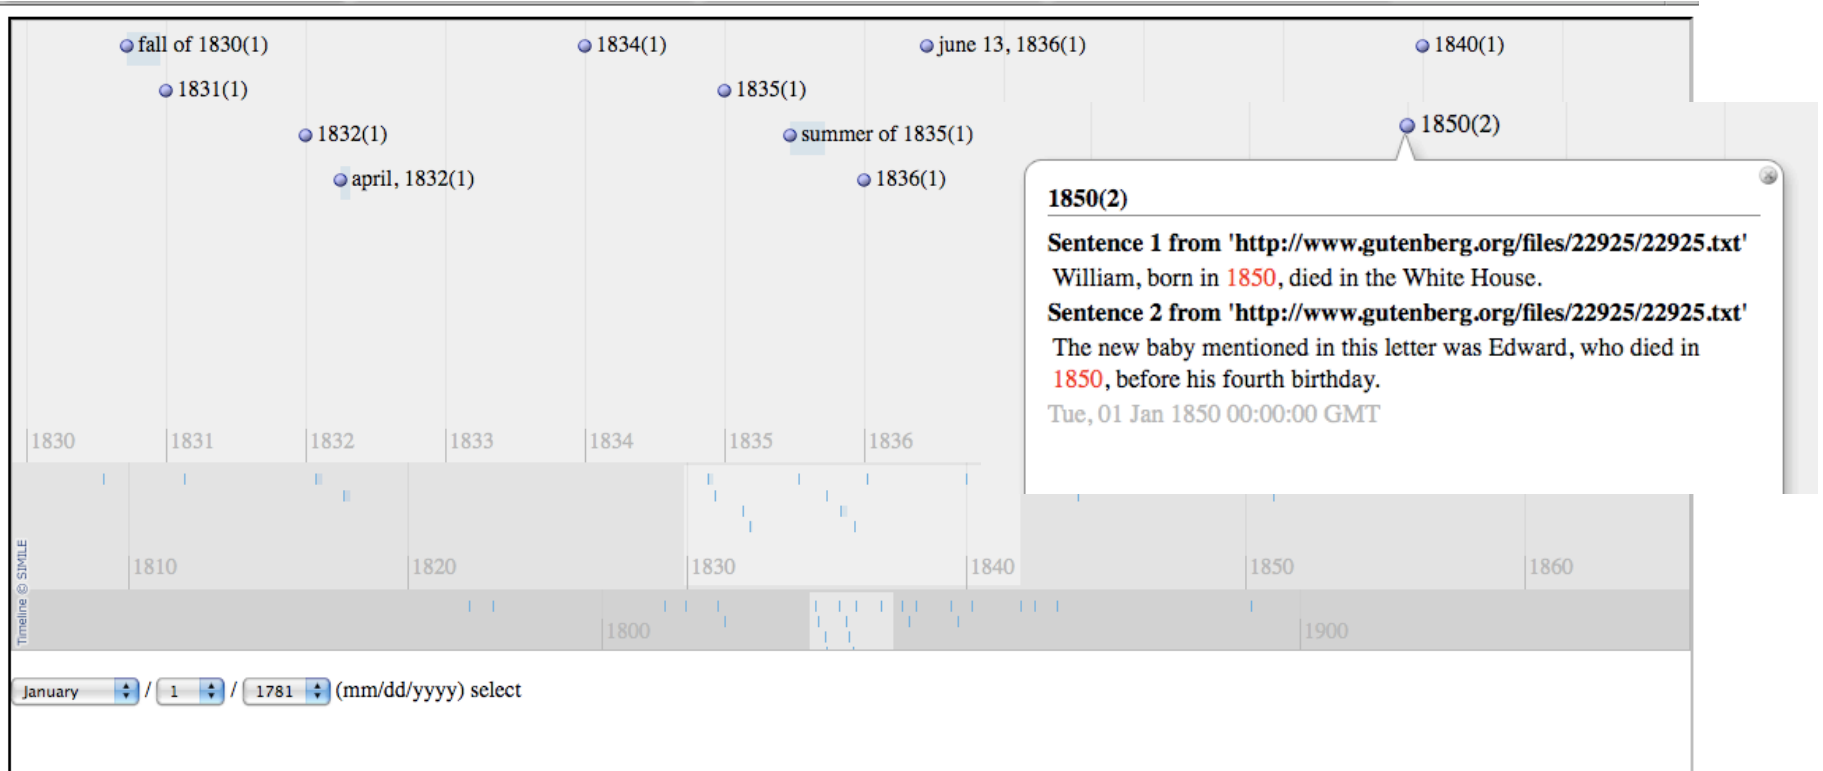 fall of 1830(1)
1834(1)
june 13, 1836(1)
1840(1)
1831(1)
1835(1)
1832(1)
summer of 1835(1)
1850(2)
april, 1832(1)
1836(1)
1850(2)
Sentence 1 from 'http://www.gutenberg.org/files/22925/22925.txt'
William, born in 1850, died in the White House.
Sentence 2 from 'http://www.gutenberg.org/files/22925/22925.txt'
The new baby mentioned in this letter was Edward, who died in
1850, before his fourth birthday.
Tue, 01 Jan 1850 00:00:00 GMT
1830
1831
1832
1833
1834
1835
1836
1810
1820
1830
1840
1850
1860
Timeline © SIMILE
1800
1900
January / 1 / 1781 (mm/dd/yyyy) select